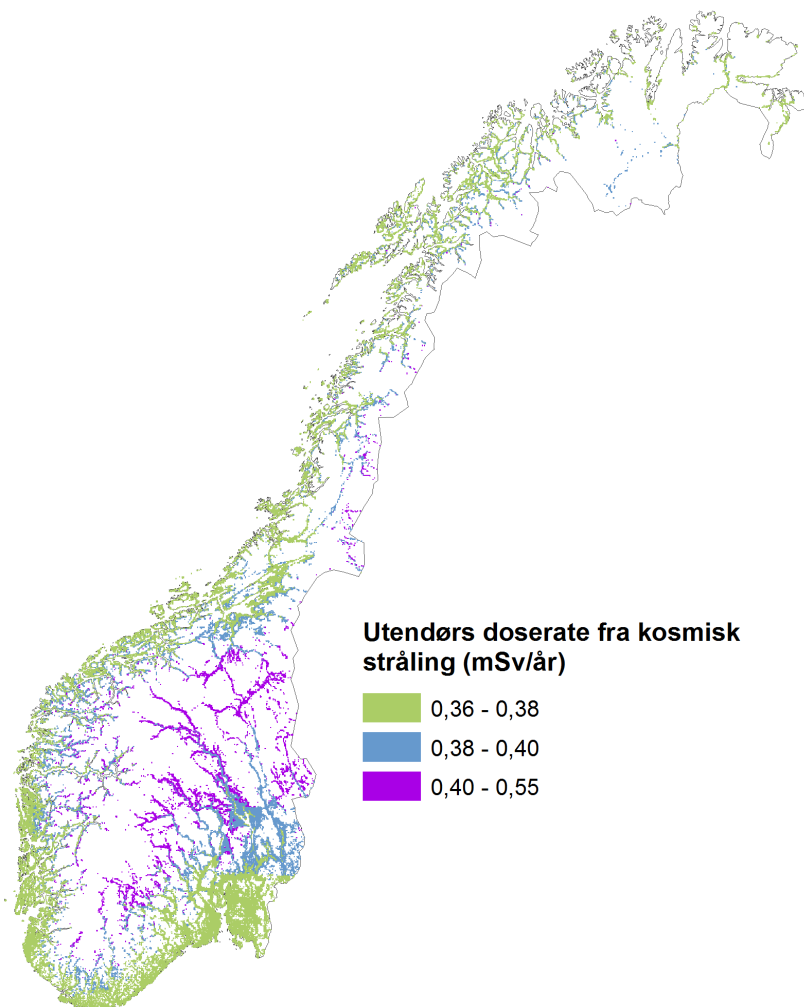 Utendørs doserate fra kosmisk
stråling (mSv/år)
0,36 - 0,38
0,38 - 0,40
0,40 - 0,55